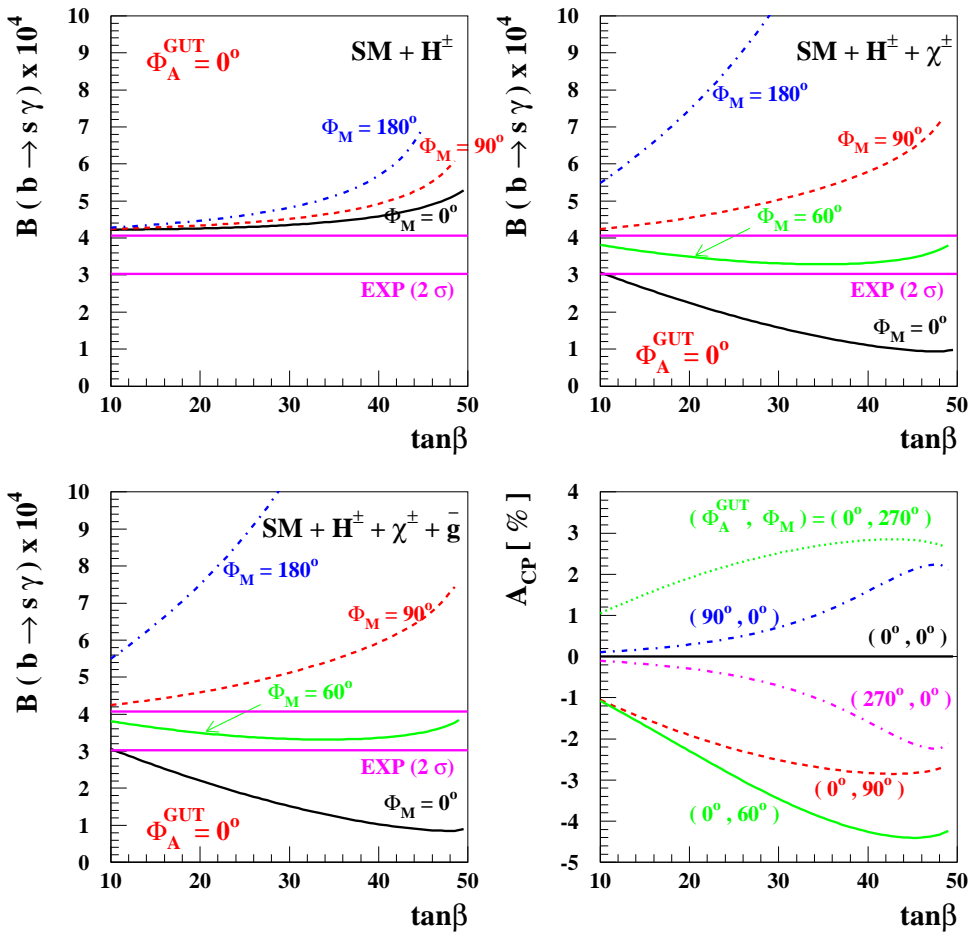 B ( b → s γ ) x 10⁴
10
9
8
7
6
5
4
3
2
1
0
Φ_A^GUT = 0°
SM + H^±
Φ_M = 180°
Φ_M = 90°
Φ_M = 0°
EXP (2 σ)
10 20 30 40 50
tanβ
B ( b → s γ ) x 10⁴
10
9
8
7
6
5
4
3
2
1
0
SM + H^± + χ^±
Φ_M = 180°
Φ_M = 90°
Φ_M = 60°
EXP (2 σ)
Φ_M = 0°
Φ_A^GUT = 0°
10 20 30 40 50
tanβ
B ( b → s γ ) x 10⁴
10
9
8
7
6
5
4
3
2
1
0
SM + H^± + χ^± + ḡ
Φ_M = 180°
Φ_M = 90°
Φ_M = 60°
EXP (2 σ)
Φ_M = 0°
Φ_A^GUT = 0°
10 20 30 40 50
tanβ
A_CP [ % ]
4
3
2
1
0
-1
-2
-3
-4
-5
( Φ_A^GUT , Φ_M ) = ( 0° , 270° )
( 90° , 0° )
( 0° , 0° )
( 270° , 0° )
( 0° , 90° )
( 0° , 60° )
10 20 30 40 50
tanβ